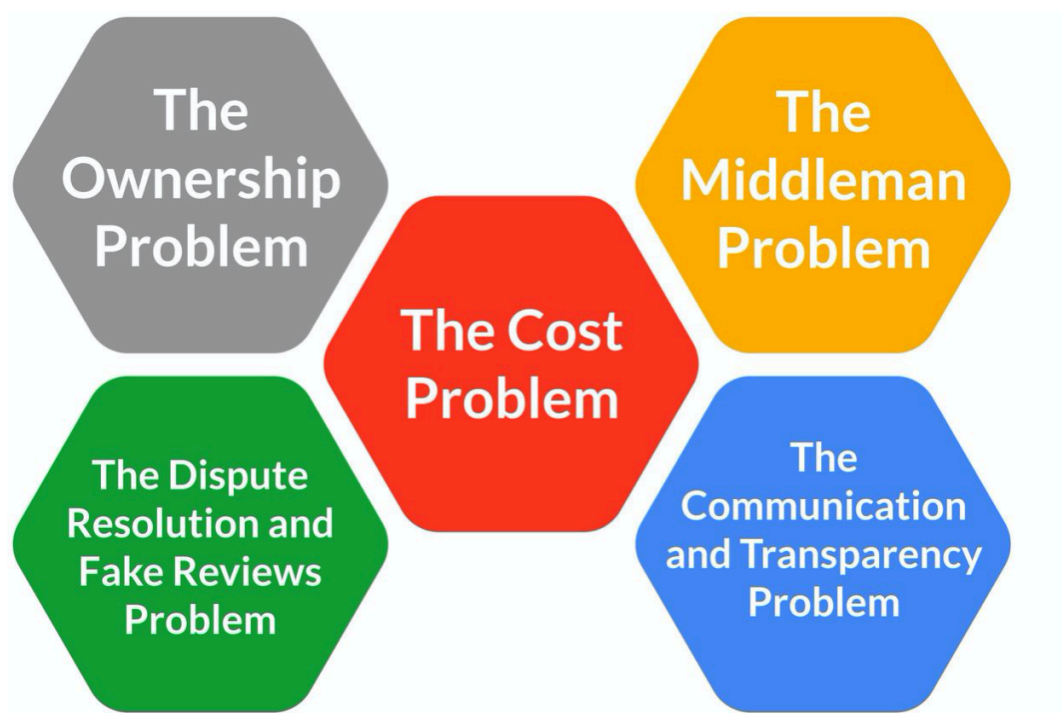 The
Ownership
Problem
The
Middleman
Problem
The Cost
Problem
The Dispute
Resolution and
Fake Reviews
Problem
The
Communication
and Transparency
Problem